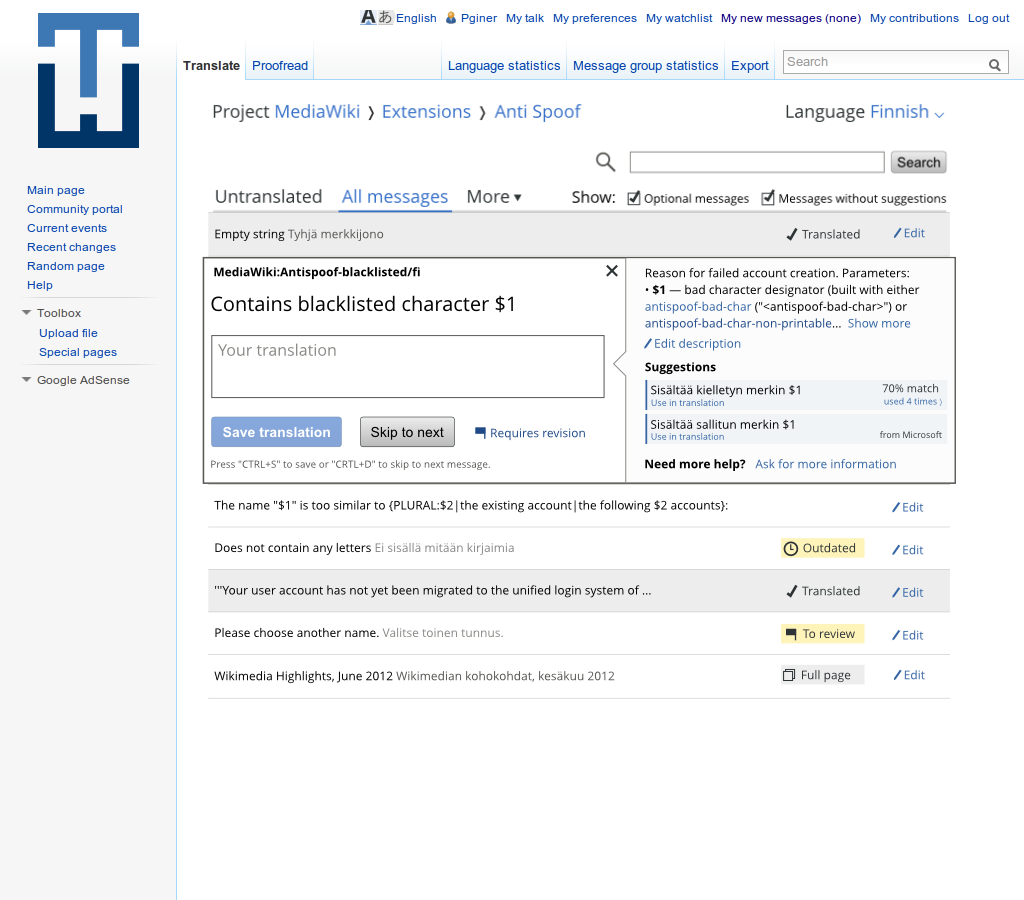 A あ English Pginer My talk My preferences My watchlist My new messages (none) My contributions Log out
Translate Proofread Language statistics Message group statistics Export Search
Project MediaWiki ❭ Extensions ❭ Anti Spoof Language Finnish
Search
Untranslated All messages More ▾ Show: Optional messages Messages without suggestions
Main page
Community portal
Current events
Recent changes
Random page
Help
Toolbox
Upload file
Special pages
Google AdSense
Empty string Tyhjä merkkijono Translated Edit
MediaWiki:Antispoof-blacklisted/fi
Contains blacklisted character $1
Your translation
Save translation Skip to next Requires revision
Press "CTRL+S" to save or "CRTL+D" to skip to next message.
Reason for failed account creation. Parameters:
• $1 — bad character designator (built with either
antispoof-bad-char ("<antispoof-bad-char>") or
antispoof-bad-char-non-printable... Show more
Edit description
Suggestions
Sisältää kielletyn merkin $1 70% match
Use in translation used 4 times ⟩
Sisältää sallitun merkin $1
Use in translation from Microsoft
Need more help? Ask for more information
The name "$1" is too similar to {PLURAL:$2|the existing account|the following $2 accounts}: Edit
Does not contain any letters Ei sisällä mitään kirjaimia Outdated Edit
'''Your user account has not yet been migrated to the unified login system of ... Translated Edit
Please choose another name. Valitse toinen tunnus. To review Edit
Wikimedia Highlights, June 2012 Wikimedian kohokohdat, kesäkuu 2012 Full page Edit